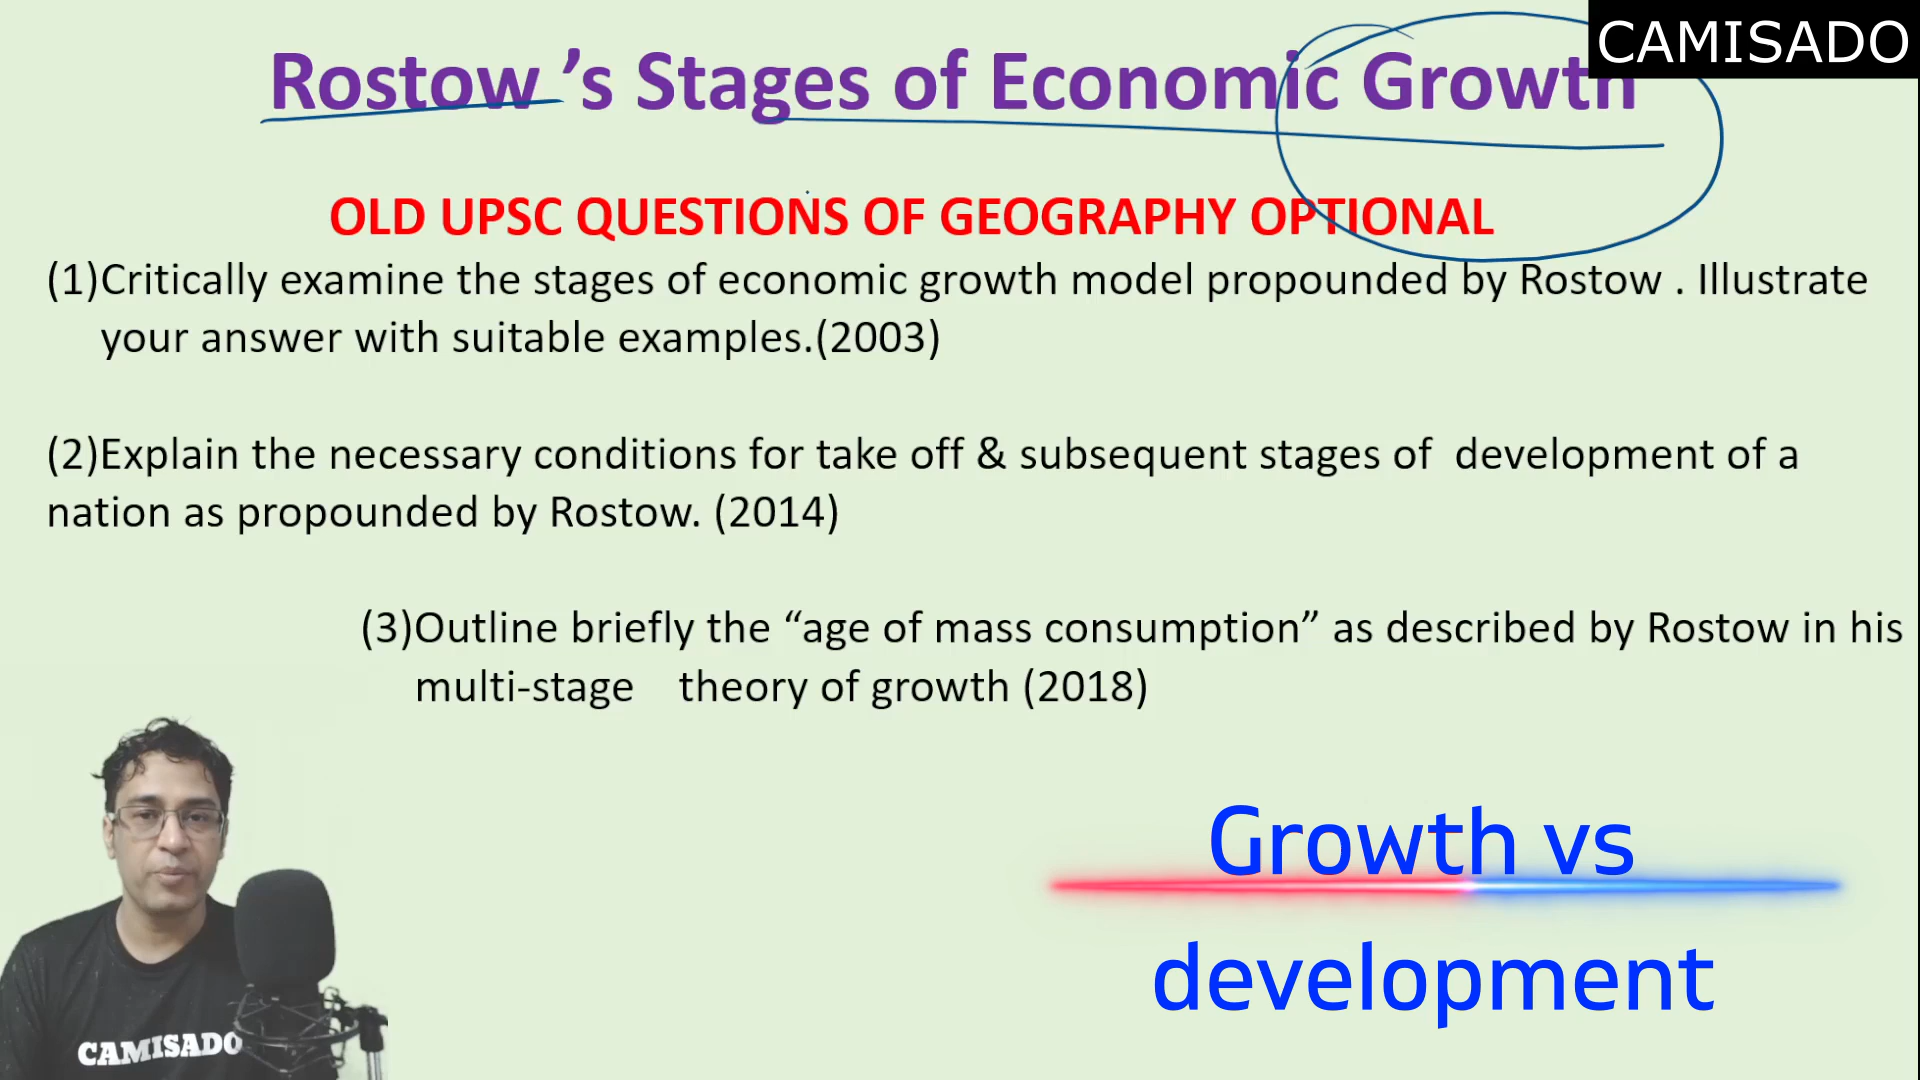 CAMISADO
Rostow 's Stages of Economic Growth
OLD UPSC QUESTIONS OF GEOGRAPHY OPTIONAL
(1)Critically examine the stages of economic growth model propounded by Rostow . Illustrate
your answer with suitable examples.(2003)
(2)Explain the necessary conditions for take off & subsequent stages of development of a
nation as propounded by Rostow. (2014)
(3)Outline briefly the “age of mass consumption” as described by Rostow in his
multi-stage theory of growth (2018)
Growth vs
development
CAMISADO